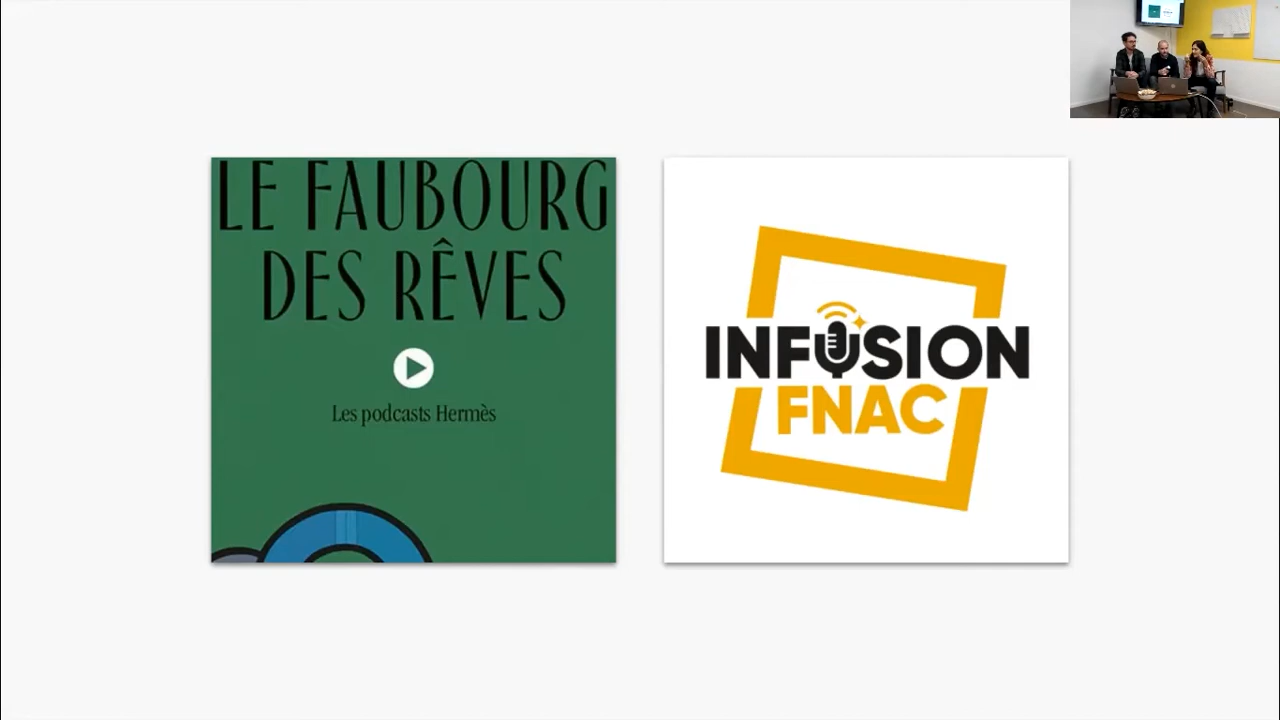 LE FAUBOURG
DES RÊVES
Les podcasts Hermès
INFUSION
FNAC